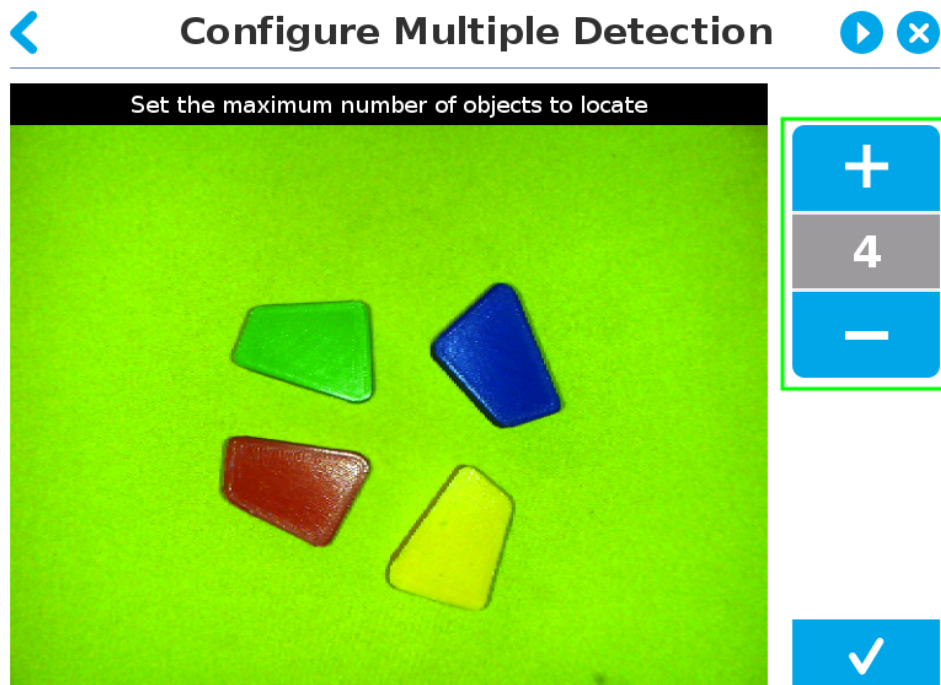 Configure Multiple Detection
Set the maximum number of objects to locate
+
4
−